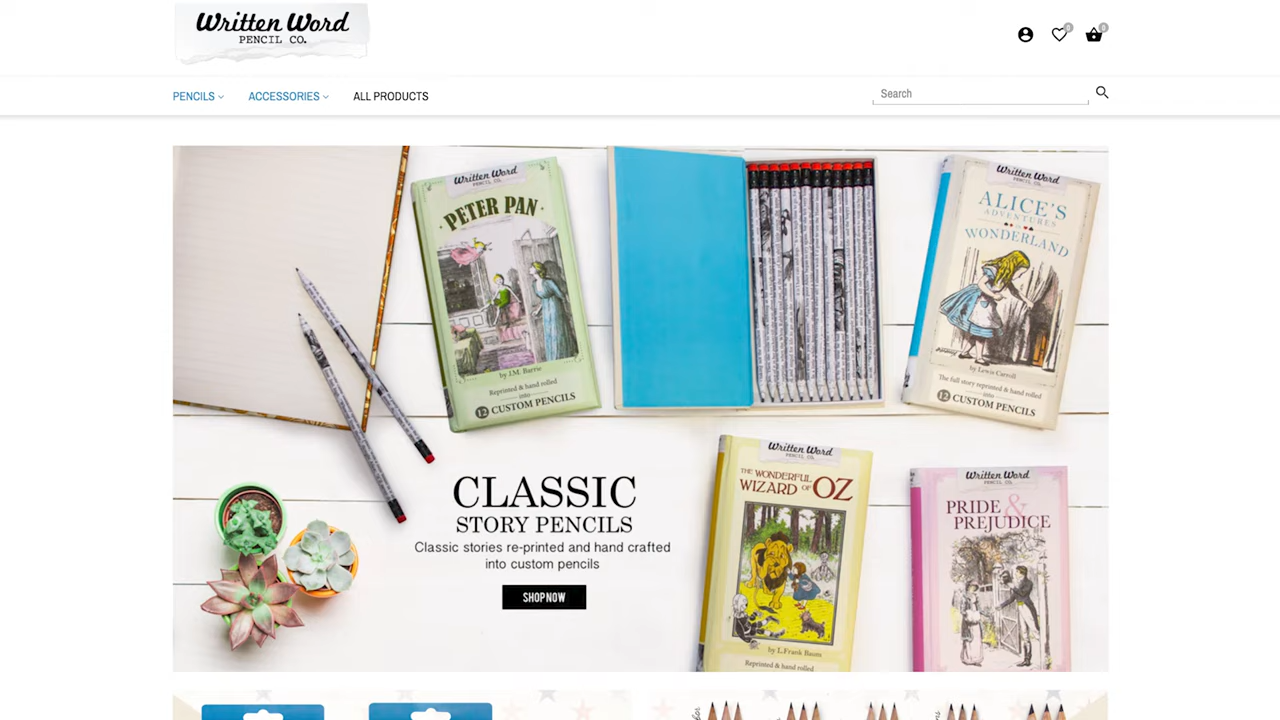 Written Word
PENCIL CO.
0
0
PENCILS
ACCESSORIES
ALL PRODUCTS
Search
Written Word
PENCIL CO.
PETER PAN
by J.M. Barrie
Reprinted & hand rolled
into
12 CUSTOM PENCILS
Written Word
PENCIL CO.
ALICE'S
ADVENTURES
IN
WONDERLAND
by Lewis Carroll
The full story reprinted & hand rolled
into
12 CUSTOM PENCILS
CLASSIC
STORY PENCILS
Classic stories re-printed and hand crafted
into custom pencils
SHOP NOW
Written Word
PENCIL CO.
THE WONDERFUL
WIZARD OF OZ
by L.Frank Baum
Reprinted & hand rolled
Written Word
PENCIL CO.
PRIDE &
PREJUDICE